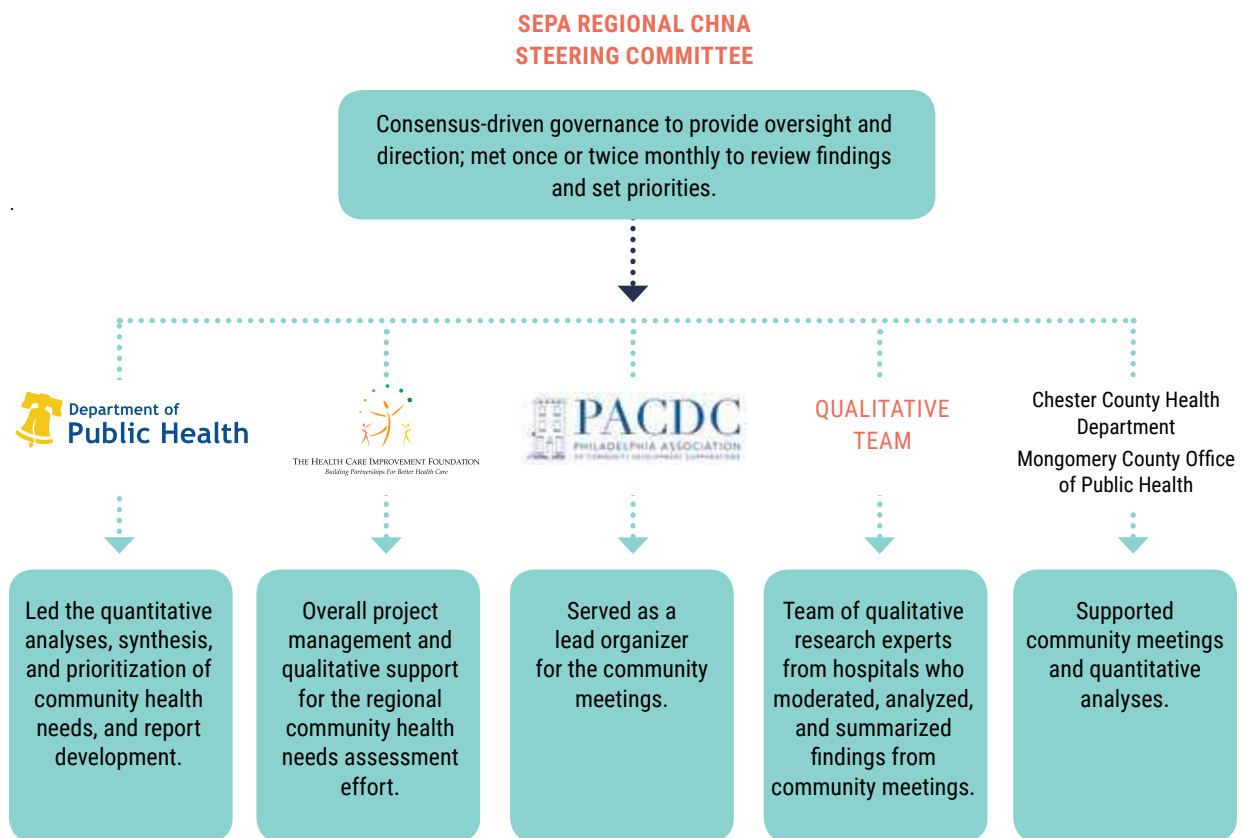 SEPA REGIONAL CHNA
STEERING COMMITTEE
Consensus-driven governance to provide oversight and
direction; met once or twice monthly to review findings
and set priorities.
.
Department of
Public Health
THE HEALTH CARE IMPROVEMENT FOUNDATION
Building Partnerships For Better Health Care
PACDC
PHILADELPHIA ASSOCIATION
OF COMMUNITY DEVELOPMENT CORPORATIONS
QUALITATIVE
TEAM
Chester County Health
Department
Mongomery County Office
of Public Health
Led the quantitative
analyses, synthesis,
and prioritization of
community health
needs, and report
development.
Overall project
management and
qualitative support
for the regional
community health
needs assessment
effort.
Served as a
lead organizer
for the community
meetings.
Team of qualitative
research experts
from hospitals who
moderated, analyzed,
and summarized
findings from
community meetings.
Supported
community meetings
and quantitative
analyses.